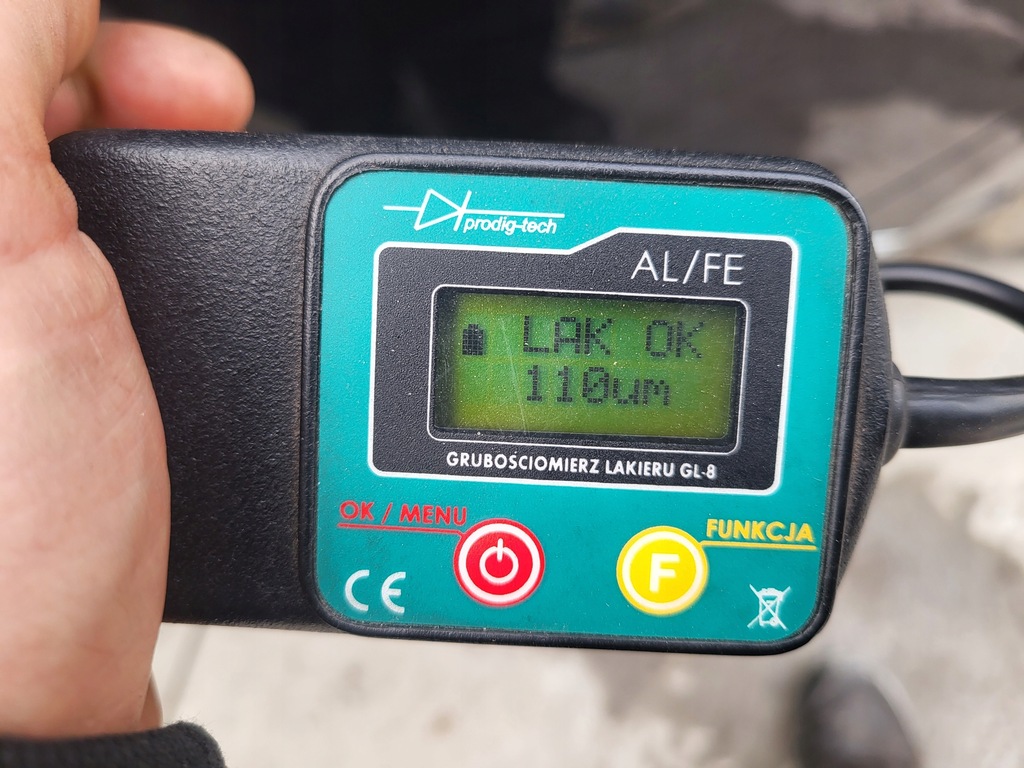 prodig-tech
AL/FE
LAK OK
110um
GRUBOŚCIOMIERZ LAKIERU GL-8
OK / MENU
FUNKCJA
F
CE